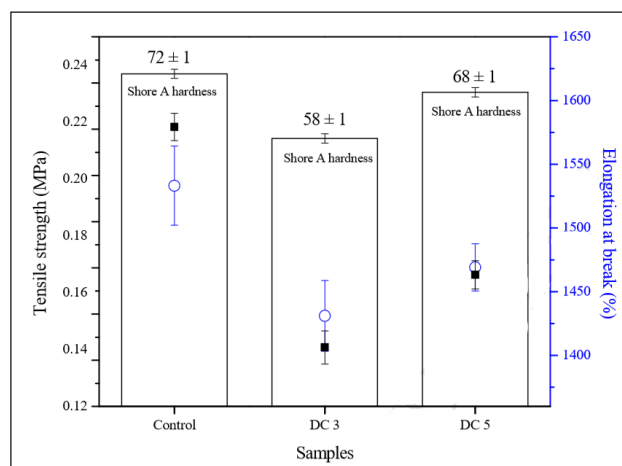 72 ± 1
Shore A hardness
58 ± 1
Shore A hardness
68 ± 1
Shore A hardness
Tensile strength (MPa)
0.24
0.22
0.20
0.18
0.16
0.14
0.12
Elongation at break (%)
1650
1600
1550
1500
1450
1400
Control
DC 3
DC 5
Samples